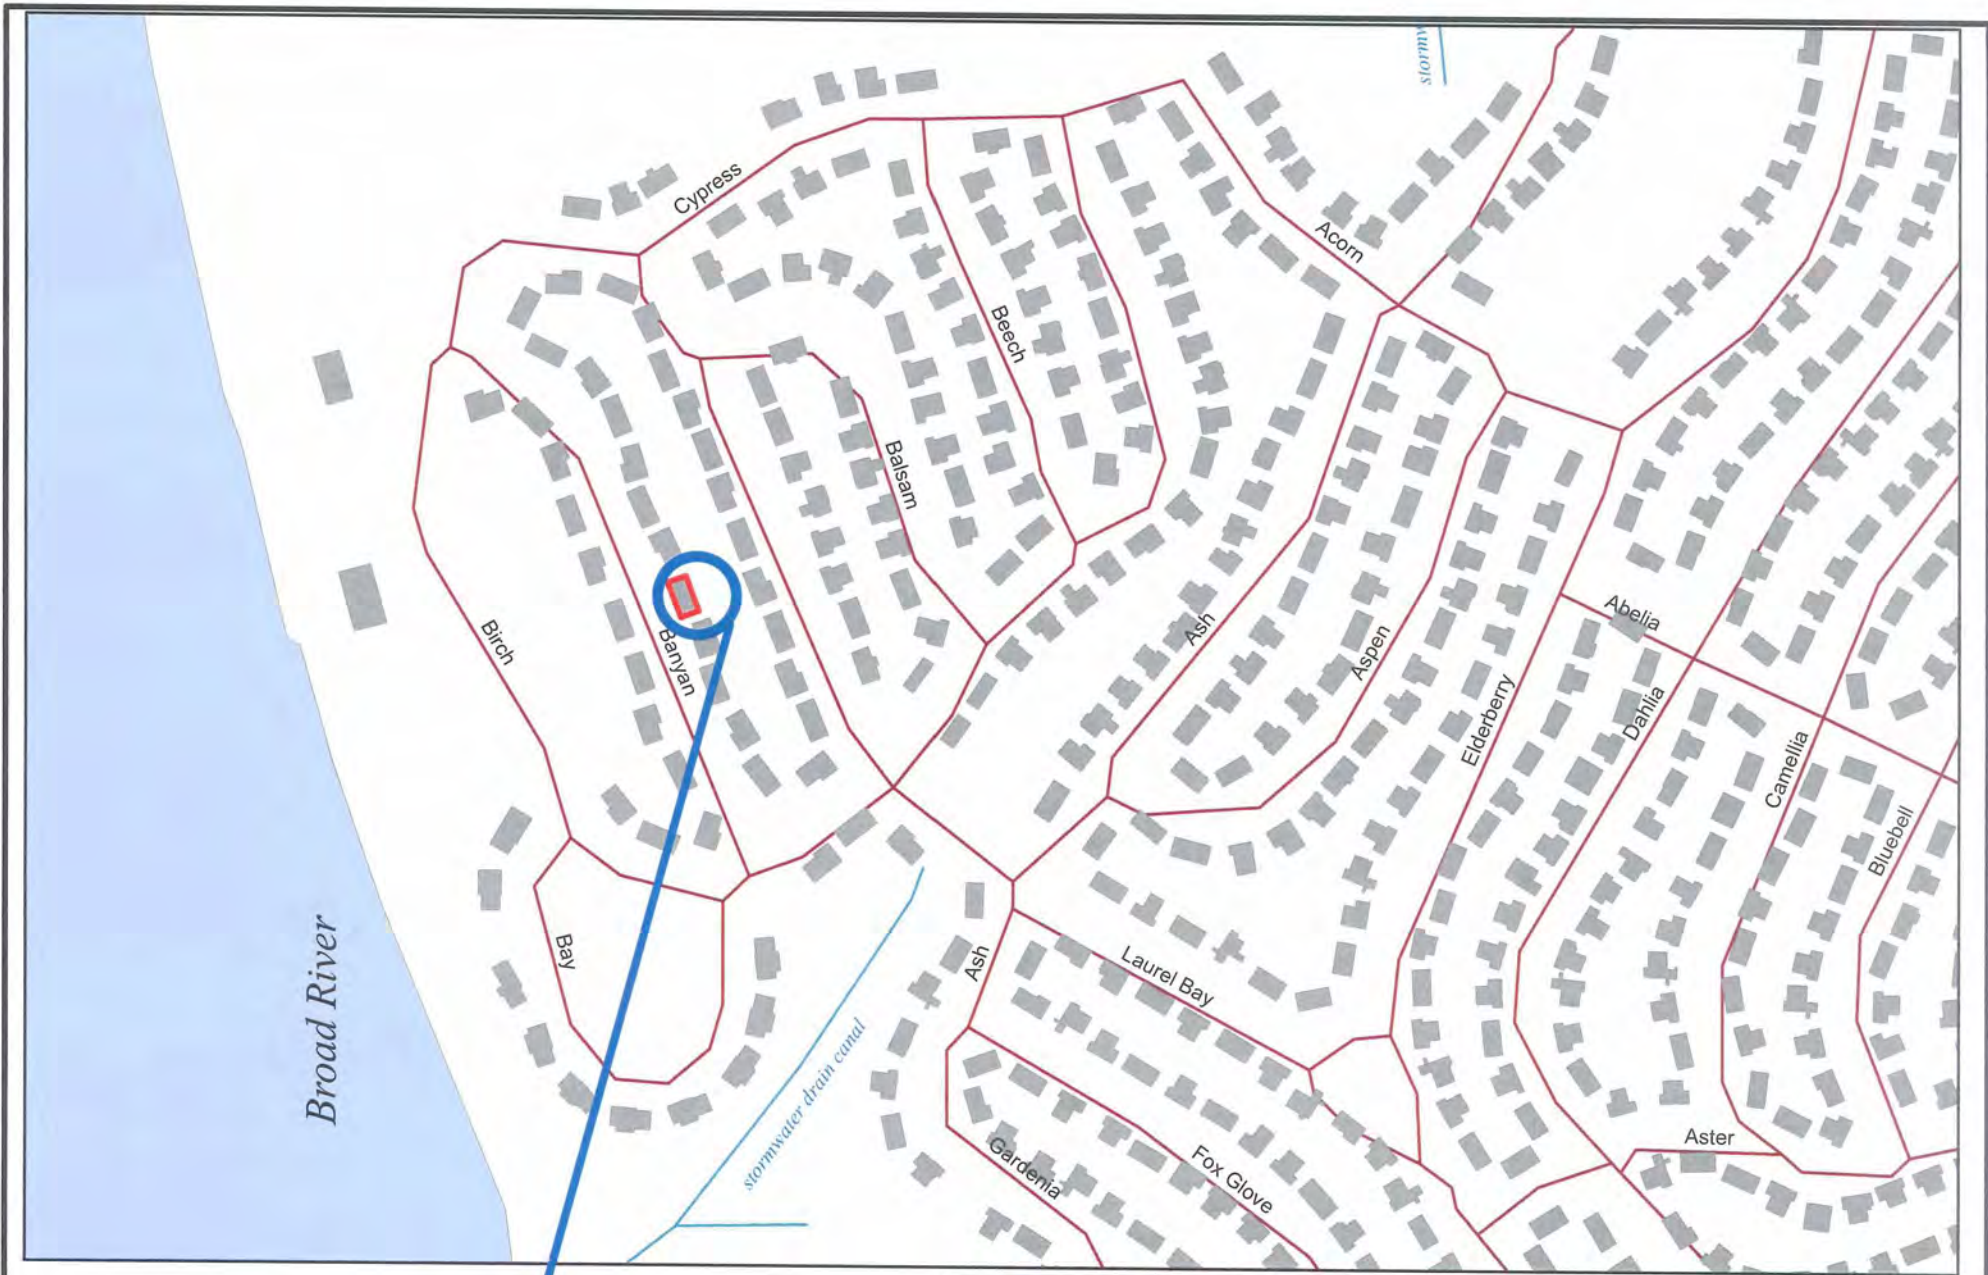 stormw
Cypress
Acorn
Beech
Balsam
Birch
Banyan
Ash
Aspen
Abelia
Elderberry
Dahlia
Camellia
Bluebell
Broad River
Bay
Ash
Laurel Bay
stormwater drain canal
Gardenia
Fox Glove
Aster